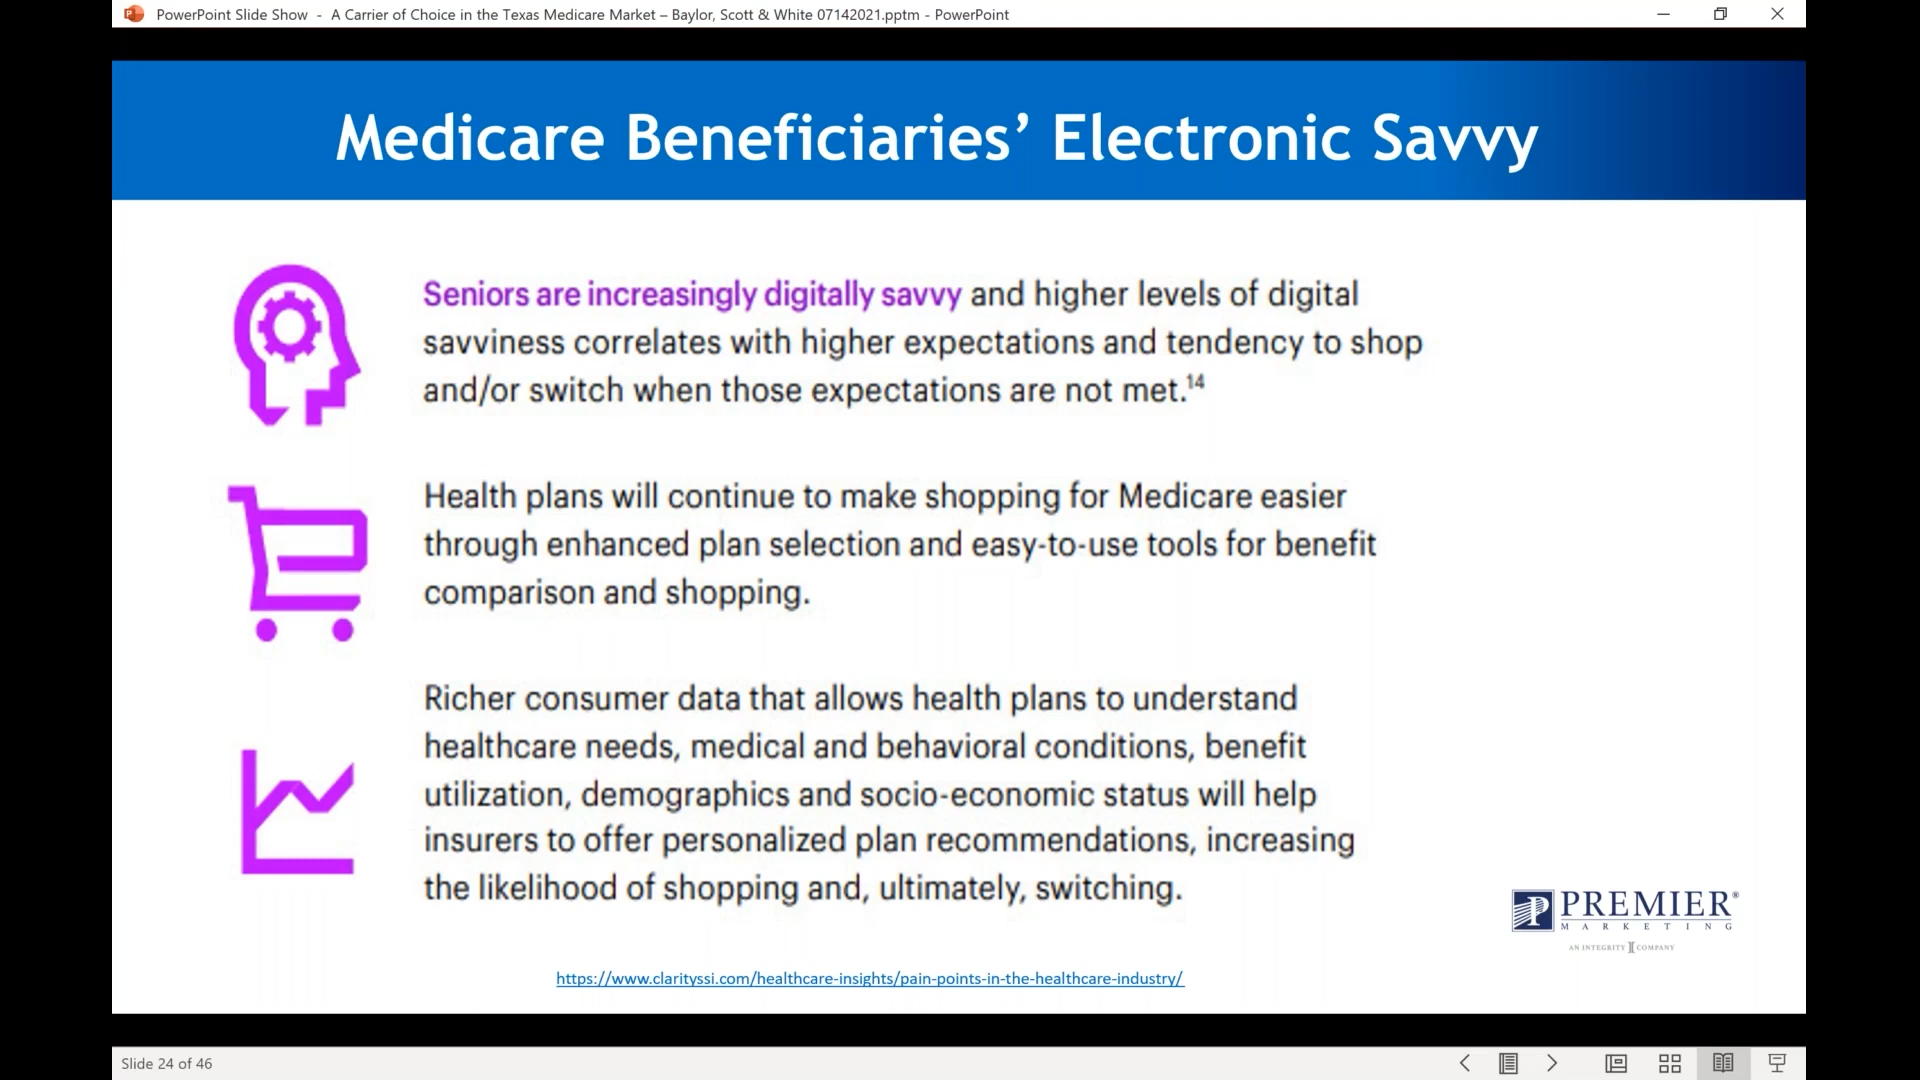 PowerPoint Slide Show - A Carrier of Choice in the Texas Medicare Market – Baylor, Scott & White 07142021.pptm - PowerPoint
Medicare Beneficiaries’ Electronic Savvy
Seniors are increasingly digitally savvy and higher levels of digital
savviness correlates with higher expectations and tendency to shop
and/or switch when those expectations are not met.14
Health plans will continue to make shopping for Medicare easier
through enhanced plan selection and easy-to-use tools for benefit
comparison and shopping.
Richer consumer data that allows health plans to understand
healthcare needs, medical and behavioral conditions, benefit
utilization, demographics and socio-economic status will help
insurers to offer personalized plan recommendations, increasing
the likelihood of shopping and, ultimately, switching.
P PREMIER®
MARKETING
AN INTEGRITY COMPANY
https://www.clarityssi.com/healthcare-insights/pain-points-in-the-healthcare-industry/
Slide 24 of 46